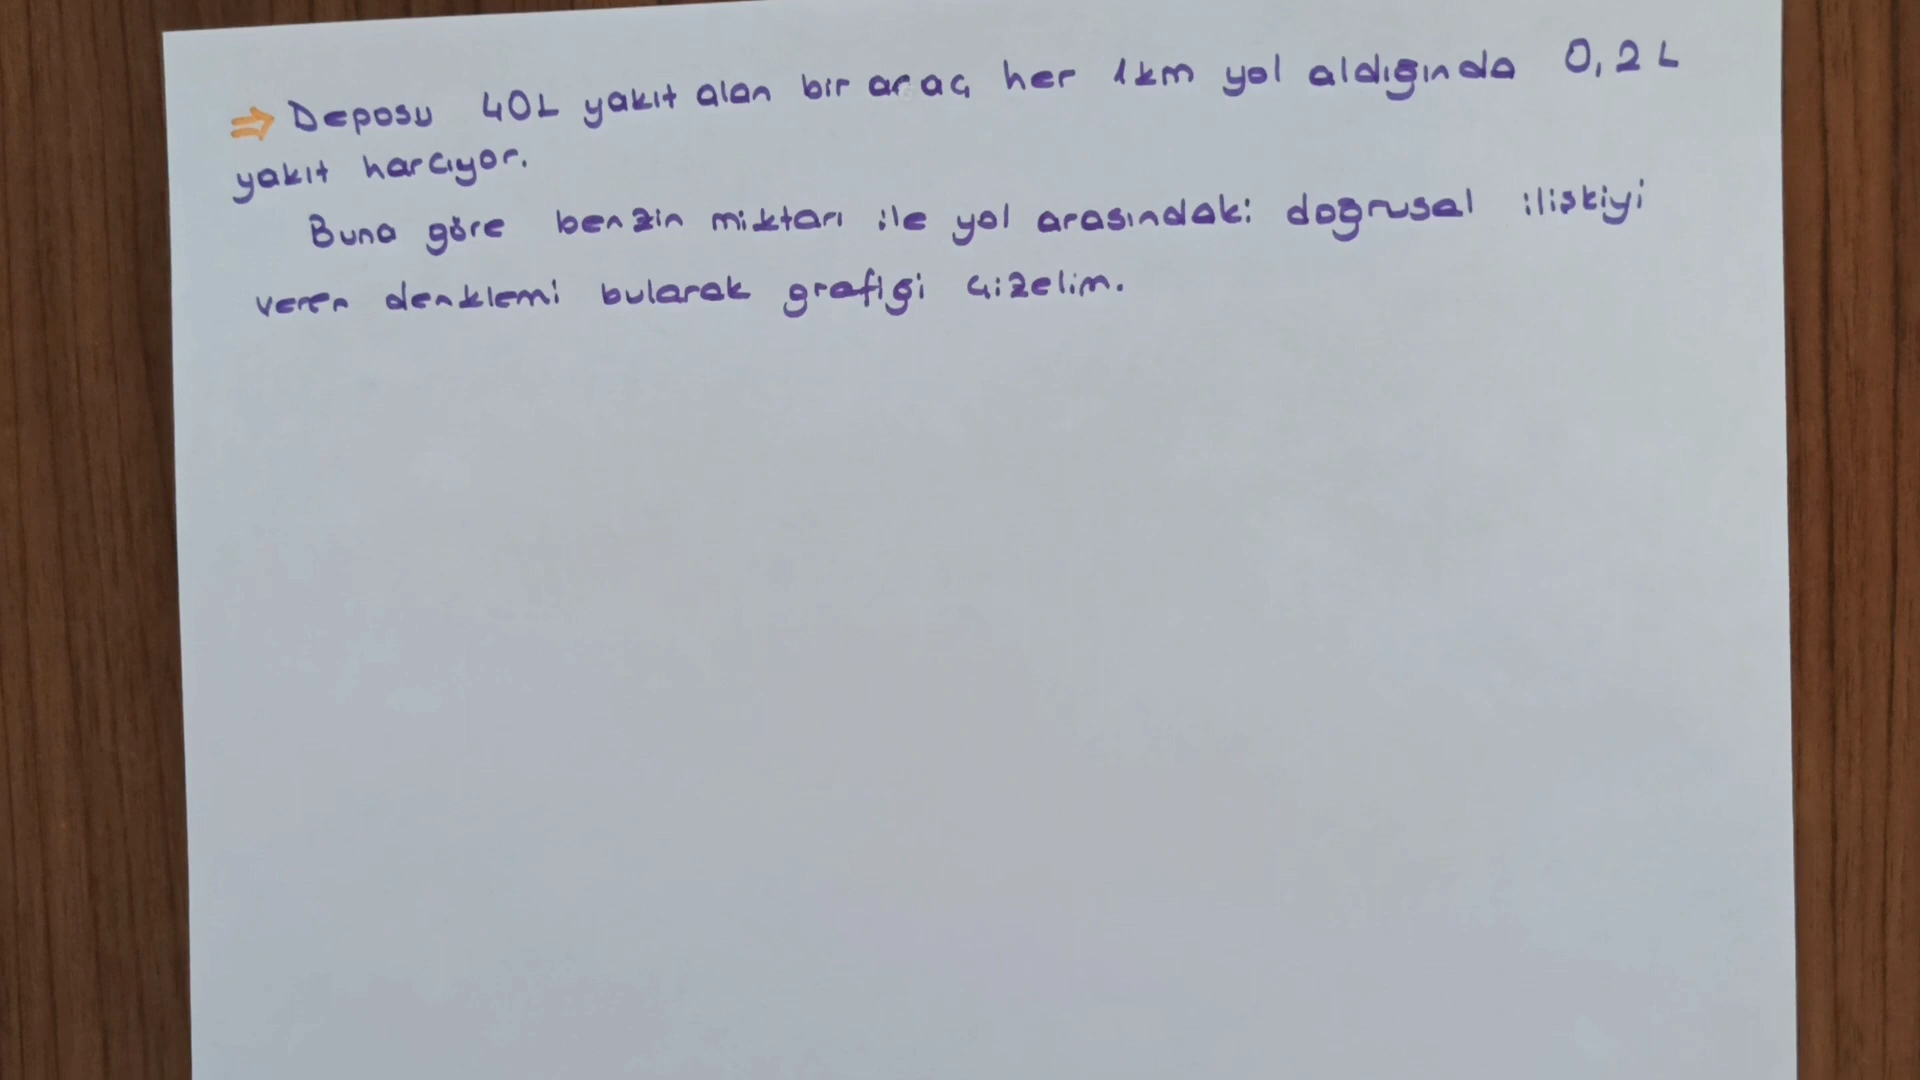 ⇒ Deposu 40L yakıt alan bir araç her 1km yol aldığında 0,2 L
yakıt harcıyor.
Buna göre benzin miktarı ile yol arasındaki doğrusal ilişkiyi
veren denklemi bularak grafiği çizelim.